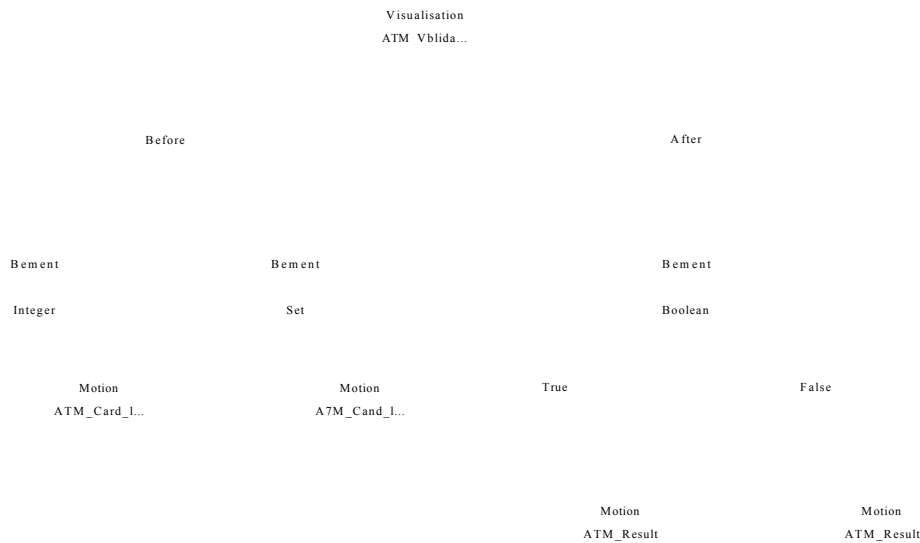 Visualisation
ATM Vblida...
Before
After
Bement
Bement
Bement
Integer
Set
Boolean
Motion
Motion
True
False
ATM_Card_l...
A7M_Cand_l...
Motion
Motion
ATM_Result
ATM_Result